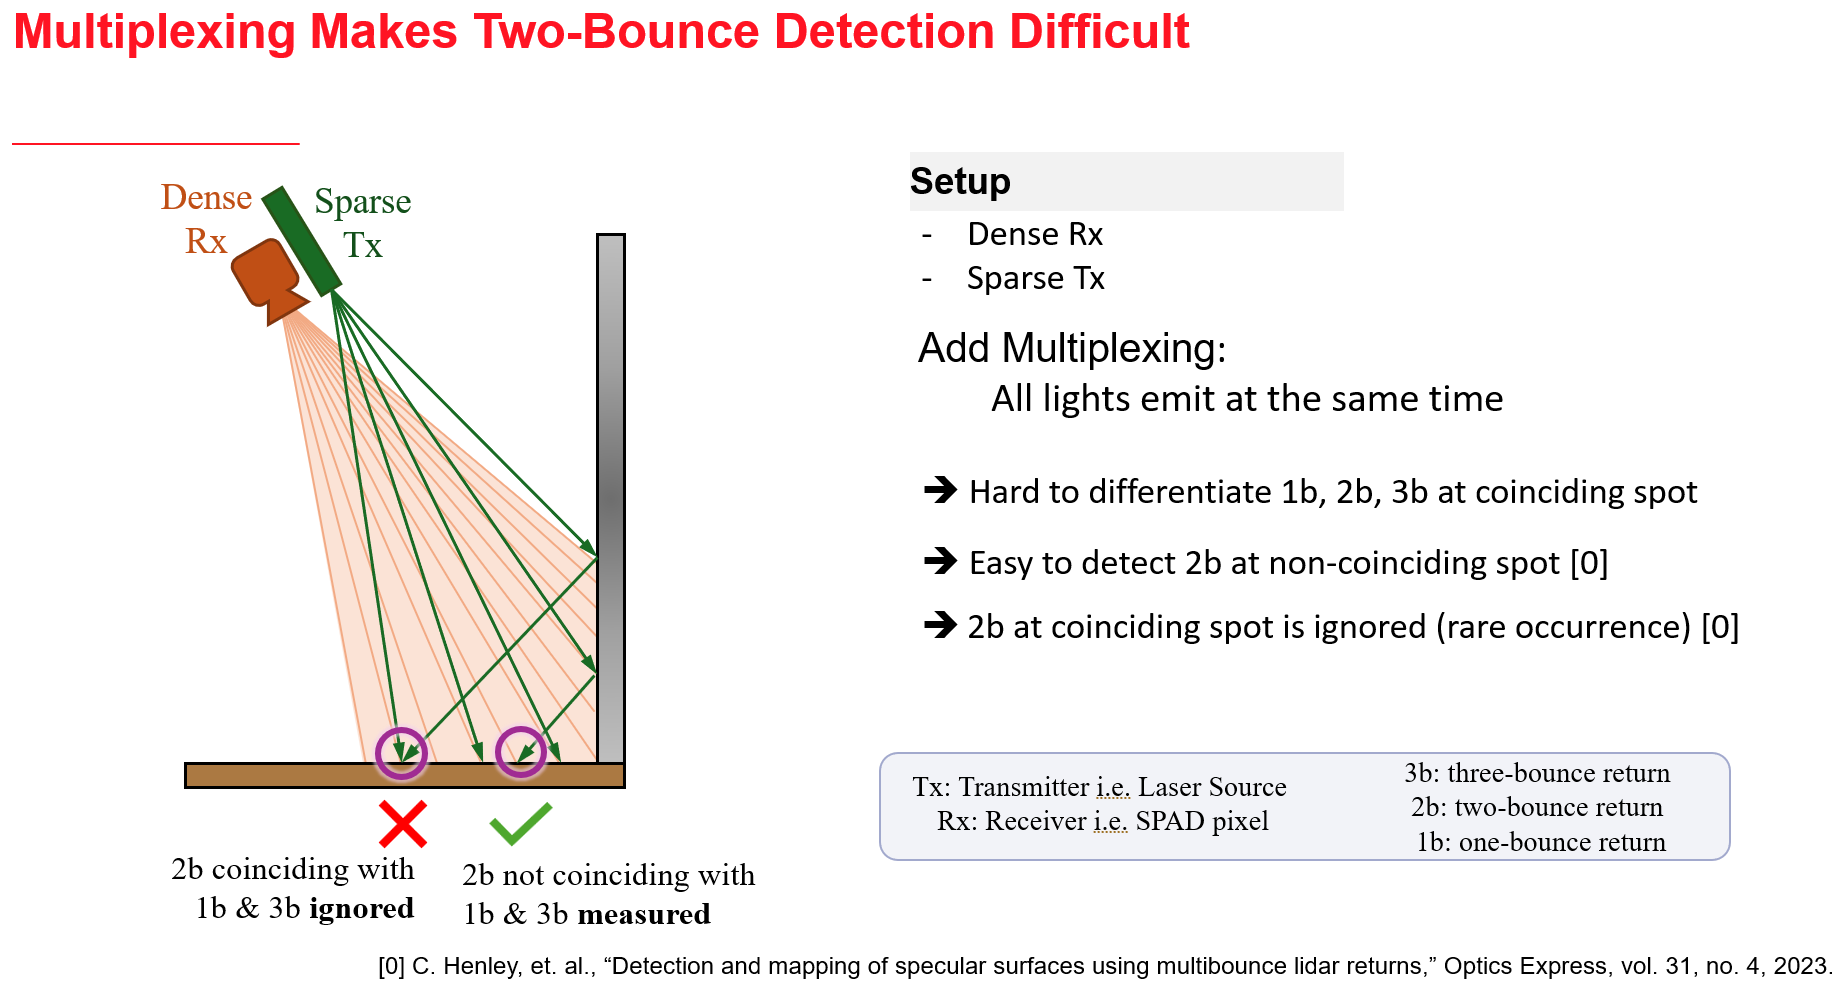 Multiplexing Makes Two-Bounce Detection Difficult
Dense
Rx
Sparse
Tx
2b coinciding with
1b & 3b ignored
2b not coinciding with
1b & 3b measured
Setup
- Dense Rx
- Sparse Tx
Add Multiplexing:
All lights emit at the same time
➔ Hard to differentiate 1b, 2b, 3b at coinciding spot
➔ Easy to detect 2b at non-coinciding spot [0]
➔ 2b at coinciding spot is ignored (rare occurrence) [0]
Tx: Transmitter i.e. Laser Source
Rx: Receiver i.e. SPAD pixel
3b: three-bounce return
2b: two-bounce return
1b: one-bounce return
[0] C. Henley, et. al., “Detection and mapping of specular surfaces using multibounce lidar returns,” Optics Express, vol. 31, no. 4, 2023.